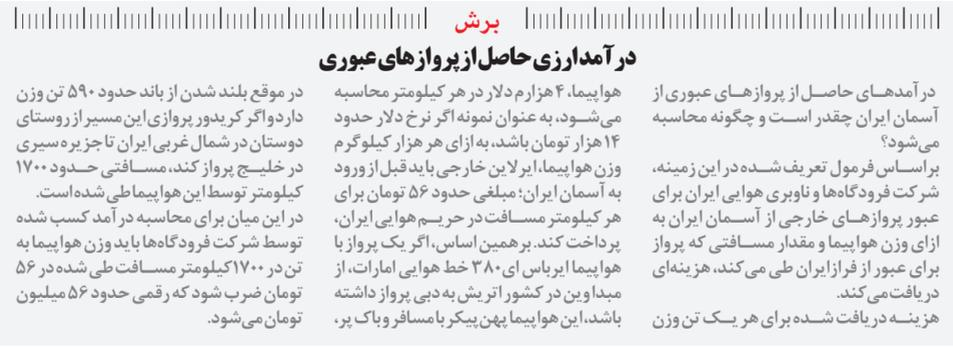 برش
درآمد ارزی حاصل از پروازهای عبوری
درآمدهای حاصل از پروازهای عبوری از
آسمان ایران چقدر است و چگونه محاسبه
می‌شود؟
براساس فرمول تعریف شده در این زمینه،
شرکت فرودگاه‌ها و ناوبری هوایی ایران برای
عبور پروازهای خارجی از آسمان ایران به
ازای وزن هواپیما و مقدار مسافتی که پرواز
برای عبور از فراز ایران طی می‌کند، هزینه‌ای
دریافت می‌کند.
هزینه دریافت شده برای هر یک تن وزن
هواپیما، ۴ هزارم دلار در هر کیلومتر محاسبه
می‌شود، به عنوان نمونه اگر نرخ دلار حدود
۱۴ هزار تومان باشد، به ازای هر هزار کیلوگرم
وزن هواپیما، ایرلاین خارجی باید قبل از ورود
به آسمان ایران؛ مبلغی حدود ۵۶ تومان برای
هر کیلومتر مسافت در حریم هوایی ایران،
پرداخت کند. بر همین اساس، اگر یک پرواز با
هواپیما ایرباس ای ۳۸۰ خط هوایی امارات، از
مبدا وین در کشور اتریش به دبی پرواز داشته
باشد، این هواپیما پهن پیکر با مسافر و باک پر،
در موقع بلند شدن از باند حدود ۵۹۰ تن وزن
دارد و اگر کریدور پروازی این مسیر از روستای
دوستان در شمال غربی ایران تا جزیره سیری
در خلیج پرواز کند، مسافتی حدود ۱۷۰۰
کیلومتر توسط این هواپیما طی شده است.
در این میان برای محاسبه درآمد کسب شده
توسط شرکت فرودگاه‌ها باید وزن هواپیما به
تن در ۱۷۰۰ کیلومتر مسافت طی شده در ۵۶
تومان ضرب شود که رقمی حدود ۵۶ میلیون
تومان می‌شود.